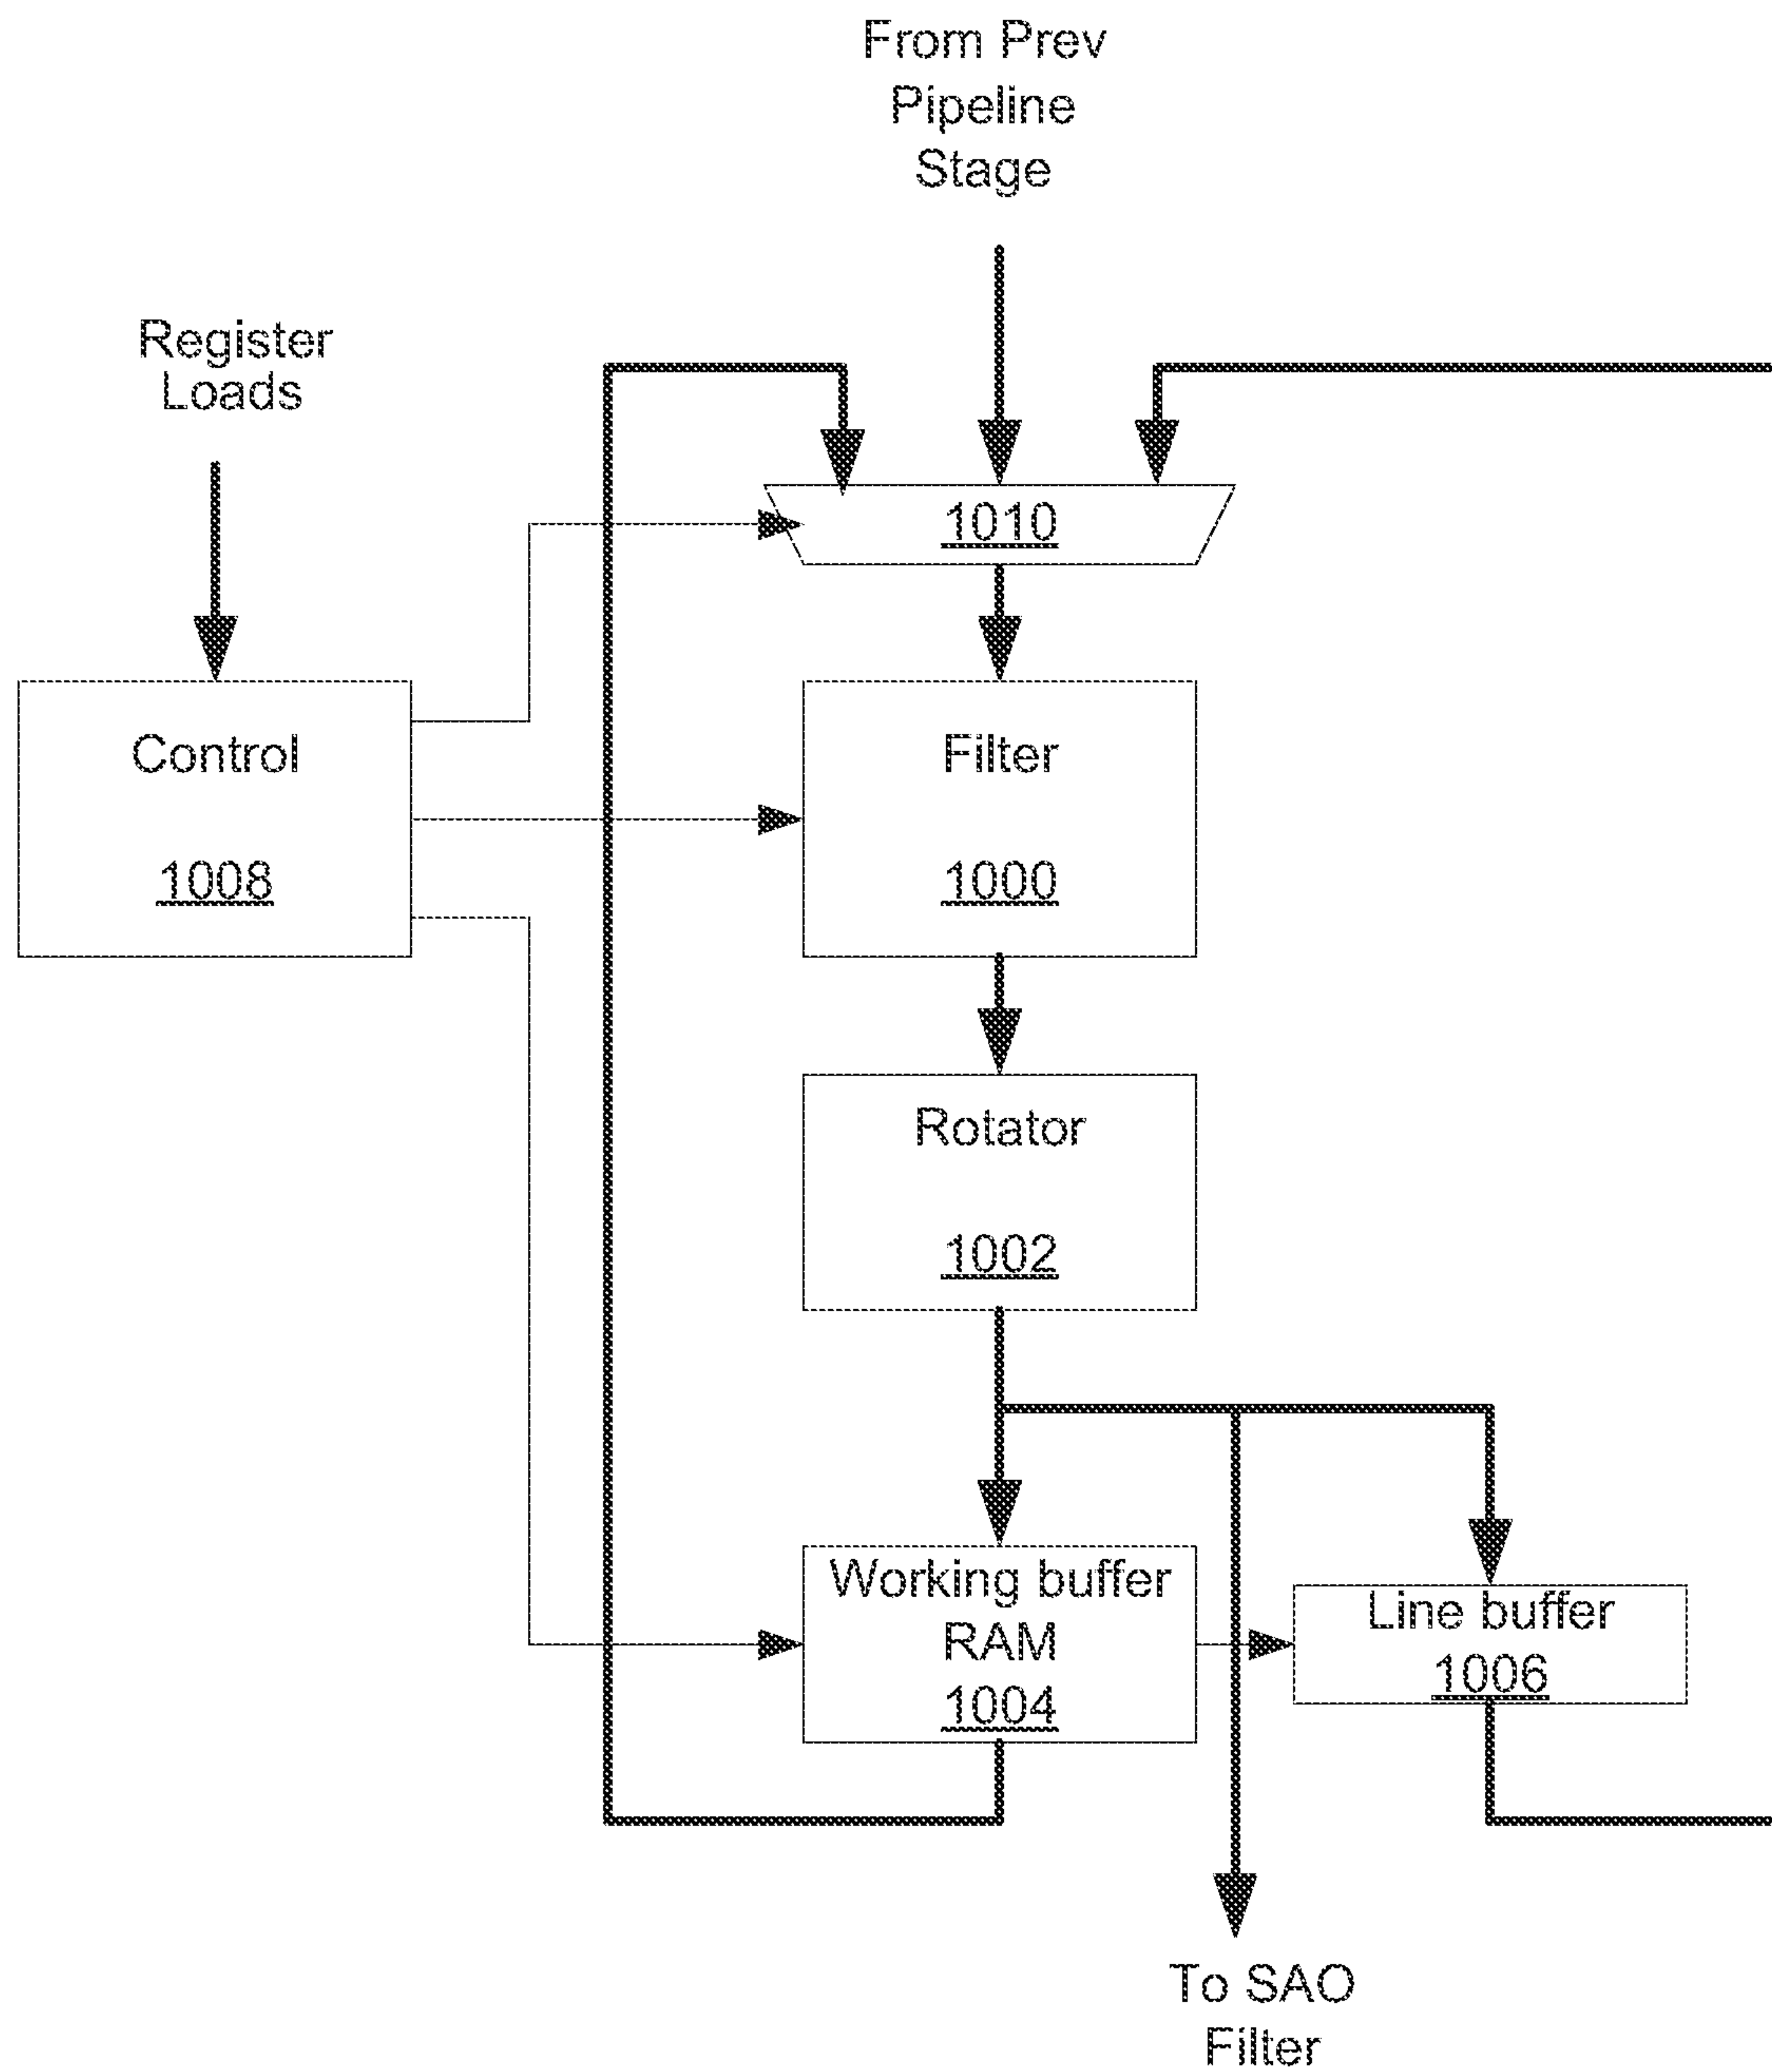 From Prev
Pipeline
Stage
Register
Loads
1010
Control
1008
Filter
1000
Rotator
1002
Working buffer
RAM
1004
Line buffer
1006
To SAO
Filter